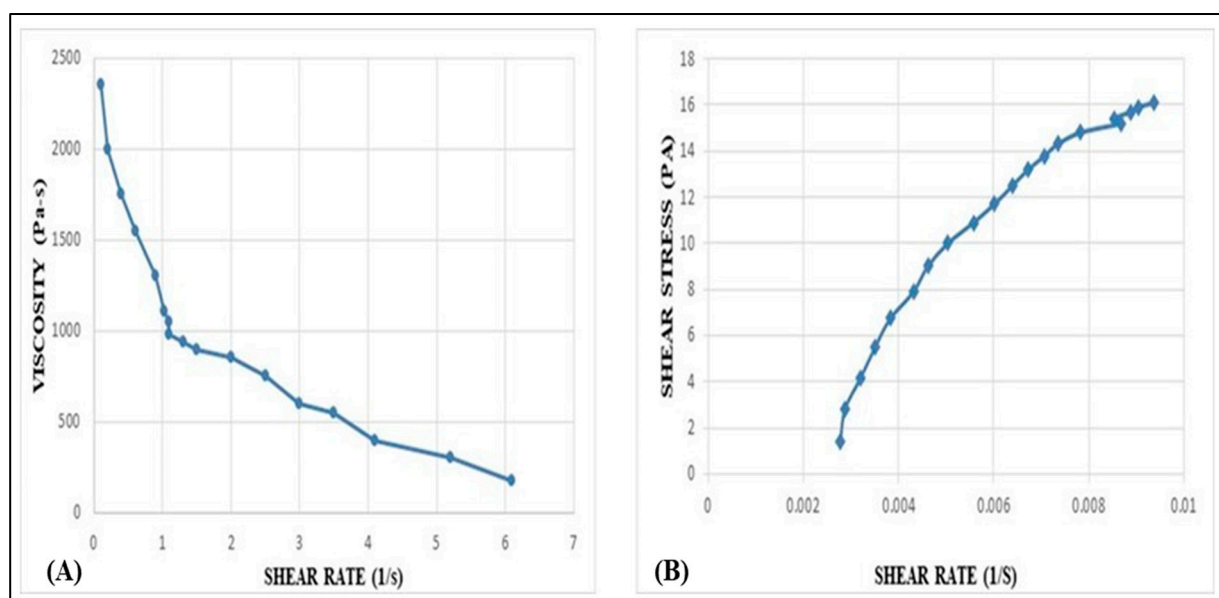 2500
2000
1500
1000
500
0
0 1 2 3 4 5 6 7
VISCOSITY (Pa-s)
SHEAR RATE (1/s)
(A)
18
16
14
12
10
8
6
4
2
0
0 0.002 0.004 0.006 0.008 0.01
SHEAR STRESS (PA)
SHEAR RATE (1/S)
(B)